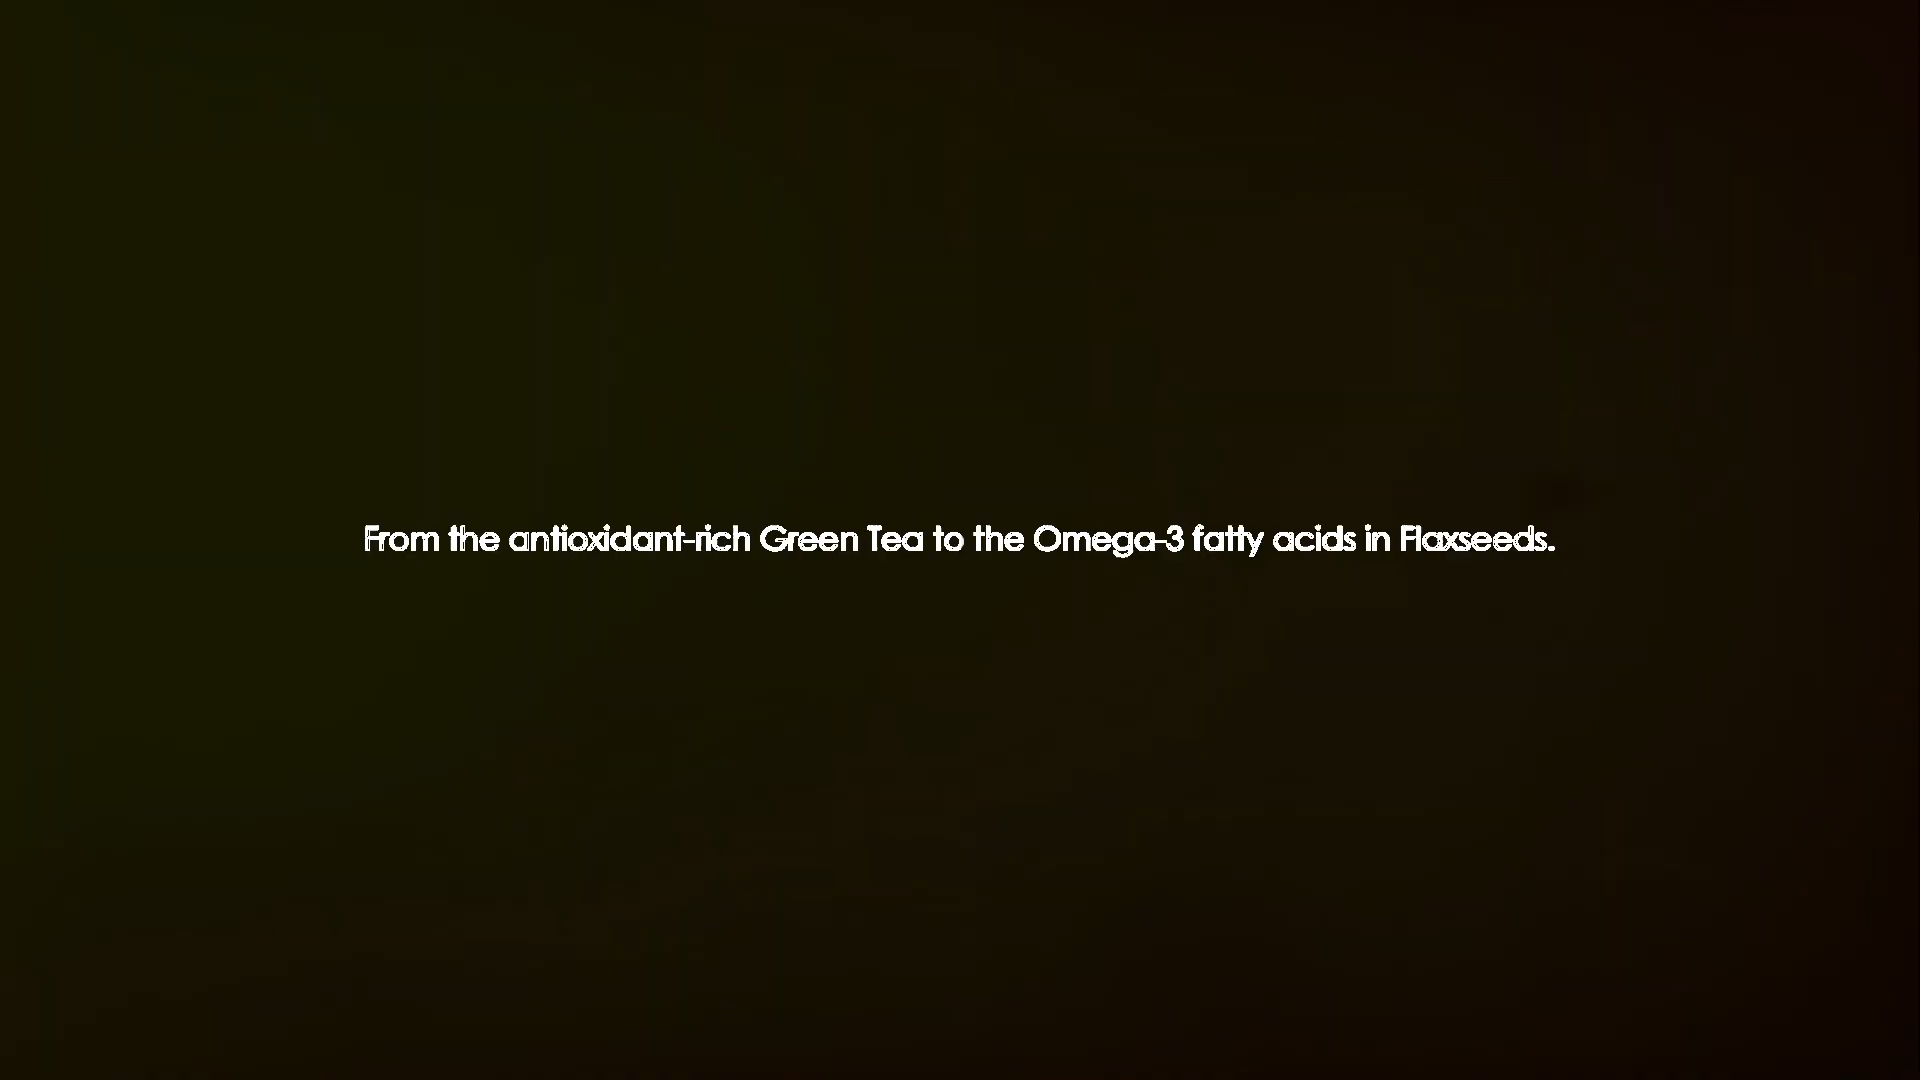 From the antioxidant-rich Green Tea to the Omega-3 fatty acids in Flaxseeds.